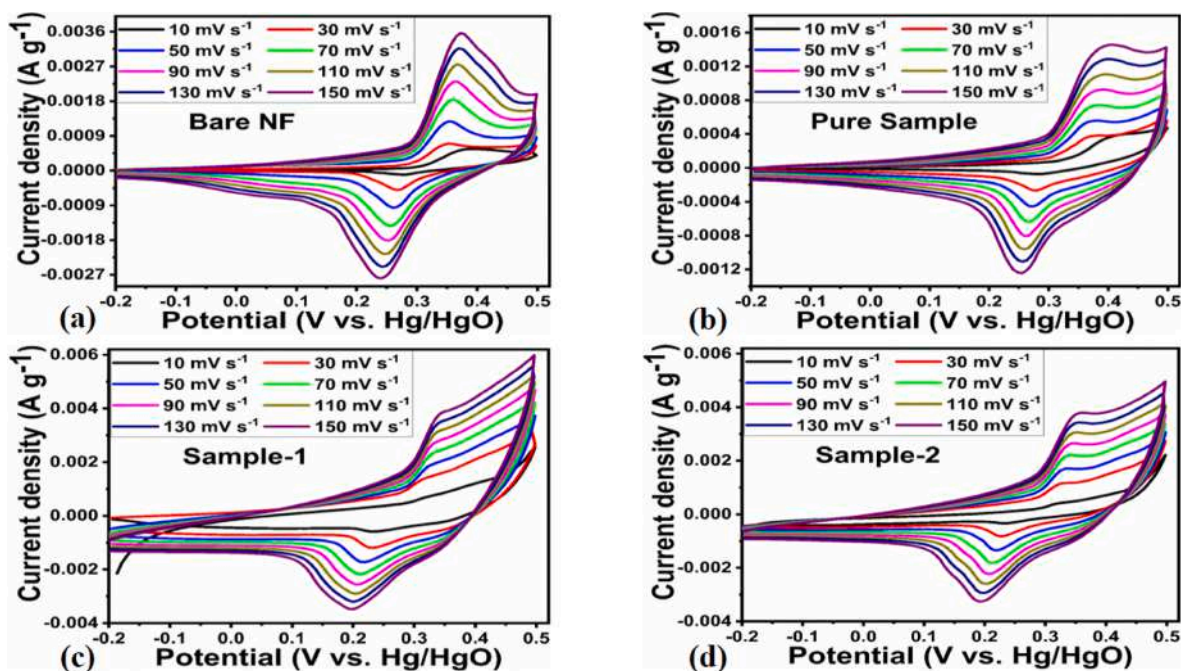 Current density (A g⁻¹)
0.0036
0.0027
0.0018
0.0009
0.0000
-0.0009
-0.0018
-0.0027
10 mV s⁻¹ 30 mV s⁻¹
50 mV s⁻¹ 70 mV s⁻¹
90 mV s⁻¹ 110 mV s⁻¹
130 mV s⁻¹ 150 mV s⁻¹
Bare NF
-0.2 -0.1 0.0 0.1 0.2 0.3 0.4 0.5
(a) Potential (V vs. Hg/HgO)
Current density (A g⁻¹)
0.0016
0.0012
0.0008
0.0004
0.0000
-0.0004
-0.0008
-0.0012
10 mV s⁻¹ 30 mV s⁻¹
50 mV s⁻¹ 70 mV s⁻¹
90 mV s⁻¹ 110 mV s⁻¹
130 mV s⁻¹ 150 mV s⁻¹
Pure Sample
-0.2 -0.1 0.0 0.1 0.2 0.3 0.4 0.5
(b) Potential (V vs. Hg/HgO)
Current density (A g⁻¹)
0.006
0.004
0.002
0.000
-0.002
-0.004
10 mV s⁻¹ 30 mV s⁻¹
50 mV s⁻¹ 70 mV s⁻¹
90 mV s⁻¹ 110 mV s⁻¹
130 mV s⁻¹ 150 mV s⁻¹
Sample-1
-0.2 -0.1 0.0 0.1 0.2 0.3 0.4 0.5
(c) Potential (V vs. Hg/HgO)
Current density (A g⁻¹)
0.006
0.004
0.002
0.000
-0.002
-0.004
10 mV s⁻¹ 30 mV s⁻¹
50 mV s⁻¹ 70 mV s⁻¹
90 mV s⁻¹ 110 mV s⁻¹
130 mV s⁻¹ 150 mV s⁻¹
Sample-2
-0.2 -0.1 0.0 0.1 0.2 0.3 0.4 0.5
(d) Potential (V vs. Hg/HgO)